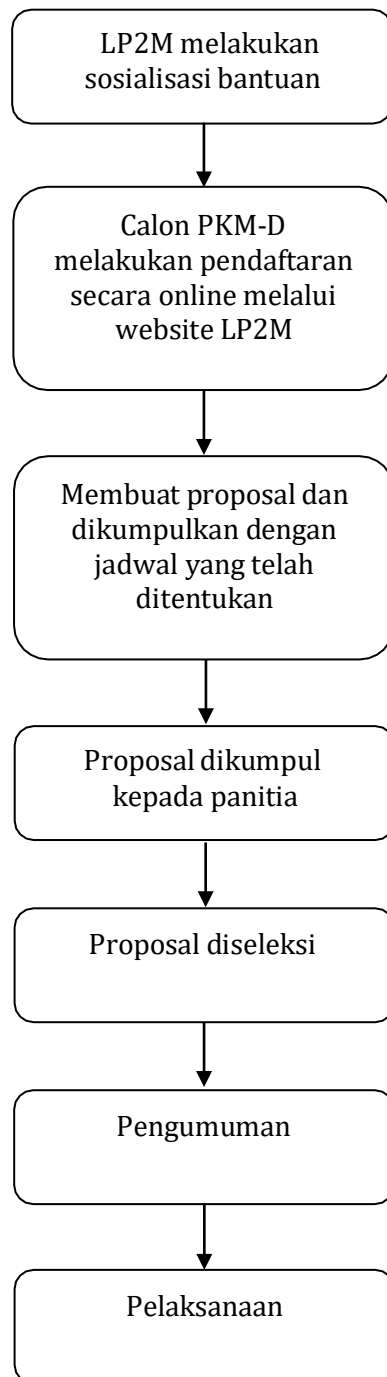 LP2M melakukan
sosialisasi bantuan
Calon PKM-D
melakukan pendaftaran
secara online melalui
website LP2M
Membuat proposal dan
dikumpulkan dengan
jadwal yang telah
ditentukan
Proposal dikumpul
kepada panitia
Proposal diseleksi
Pengumuman
Pelaksanaan